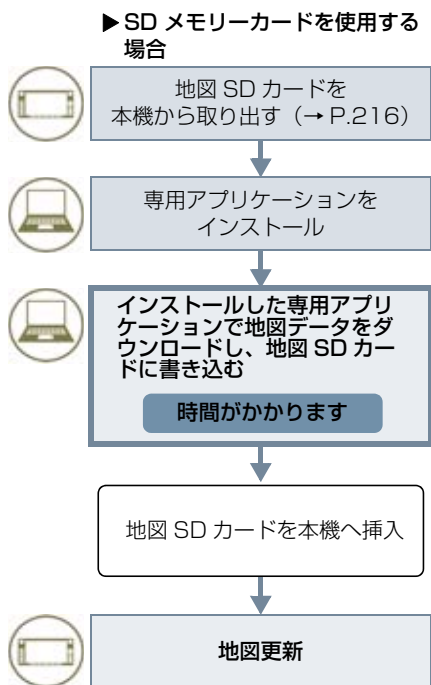 ▶SD メモリーカードを使用する
場合
地図 SD カードを
本機から取り出す（→ P.216）
専用アプリケーションを
インストール
インストールした専用アプリ
ケーションで地図データをダ
ウンロードし、地図 SD カー
ドに書き込む
時間がかかります
地図 SD カードを本機へ挿入
地図更新